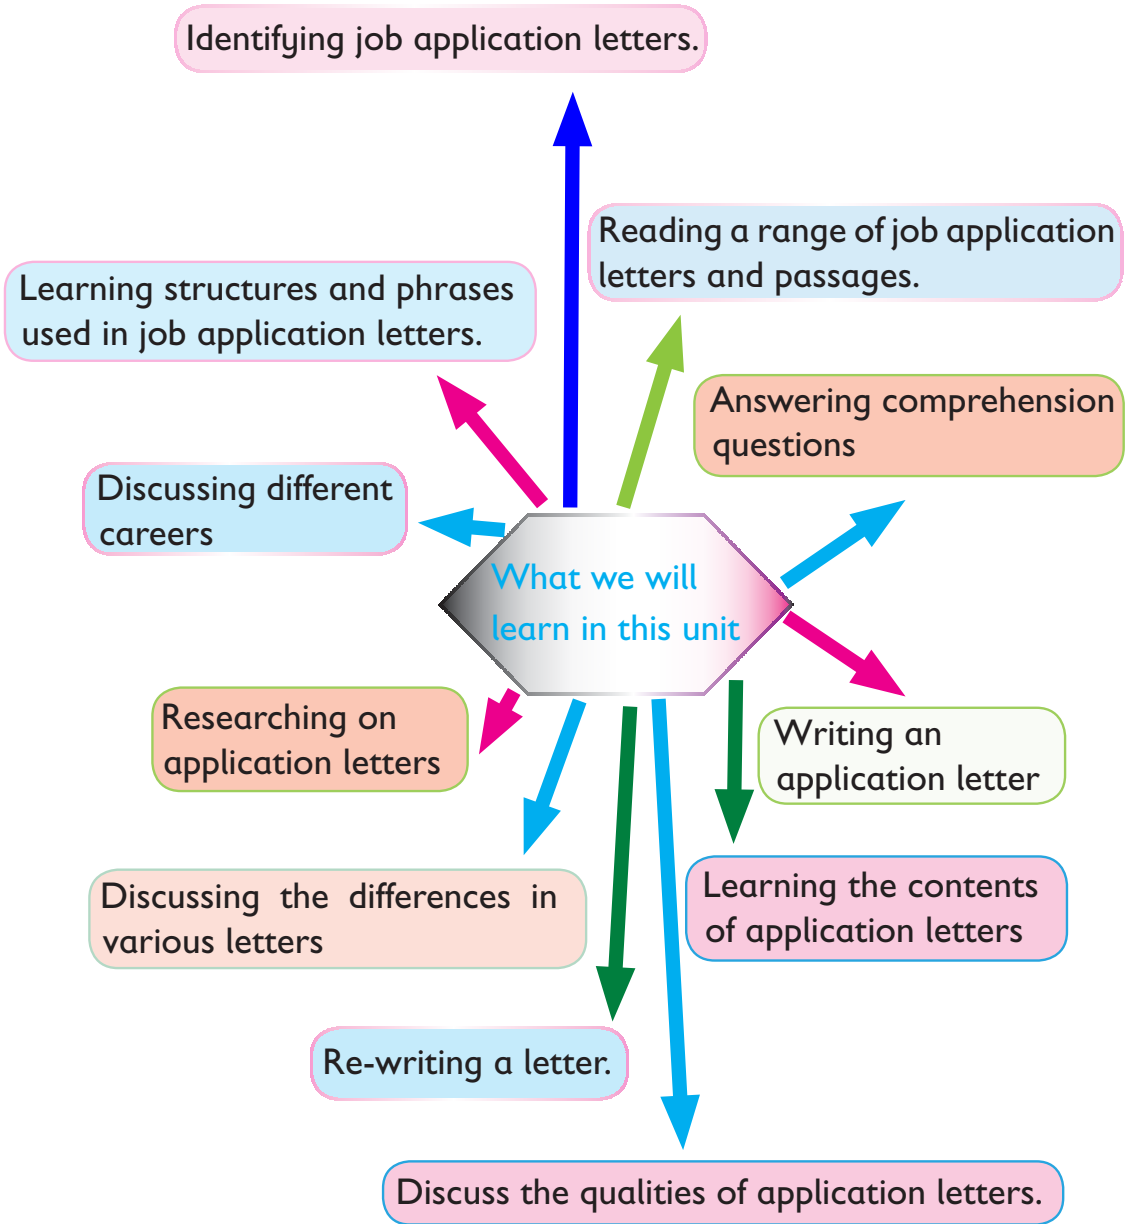 Identifying job application letters.
Reading a range of job application
letters and passages.
Learning structures and phrases
used in job application letters.
Answering comprehension
questions
Discussing different
careers
What we will
learn in this unit
Researching on
application letters
Writing an
application letter
Discussing the differences in
various letters
Learning the contents
of application letters
Re-writing a letter.
Discuss the qualities of application letters.